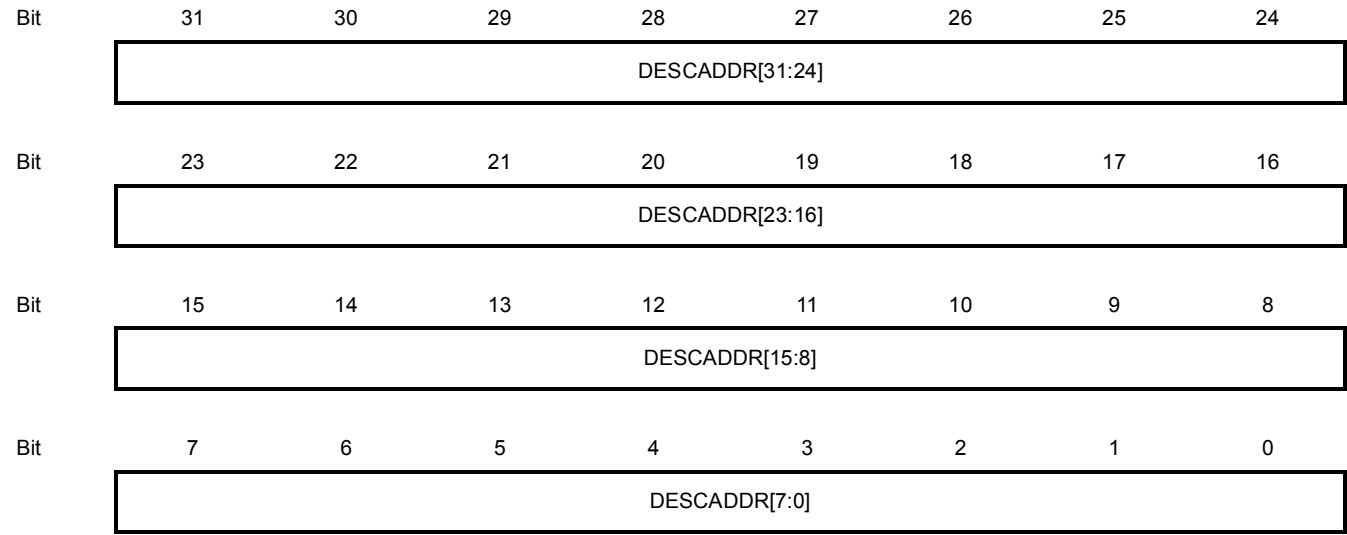 Bit 31 30 29 28 27 26 25 24
DESCADDR[31:24]
Bit 23 22 21 20 19 18 17 16
DESCADDR[23:16]
Bit 15 14 13 12 11 10 9 8
DESCADDR[15:8]
Bit 7 6 5 4 3 2 1 0
DESCADDR[7:0]